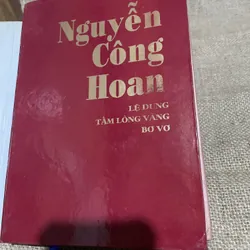 Nguyễn
Công
Hoan
LỆ DUNG
TẤM LÒNG VÀNG
BƠ VƠ